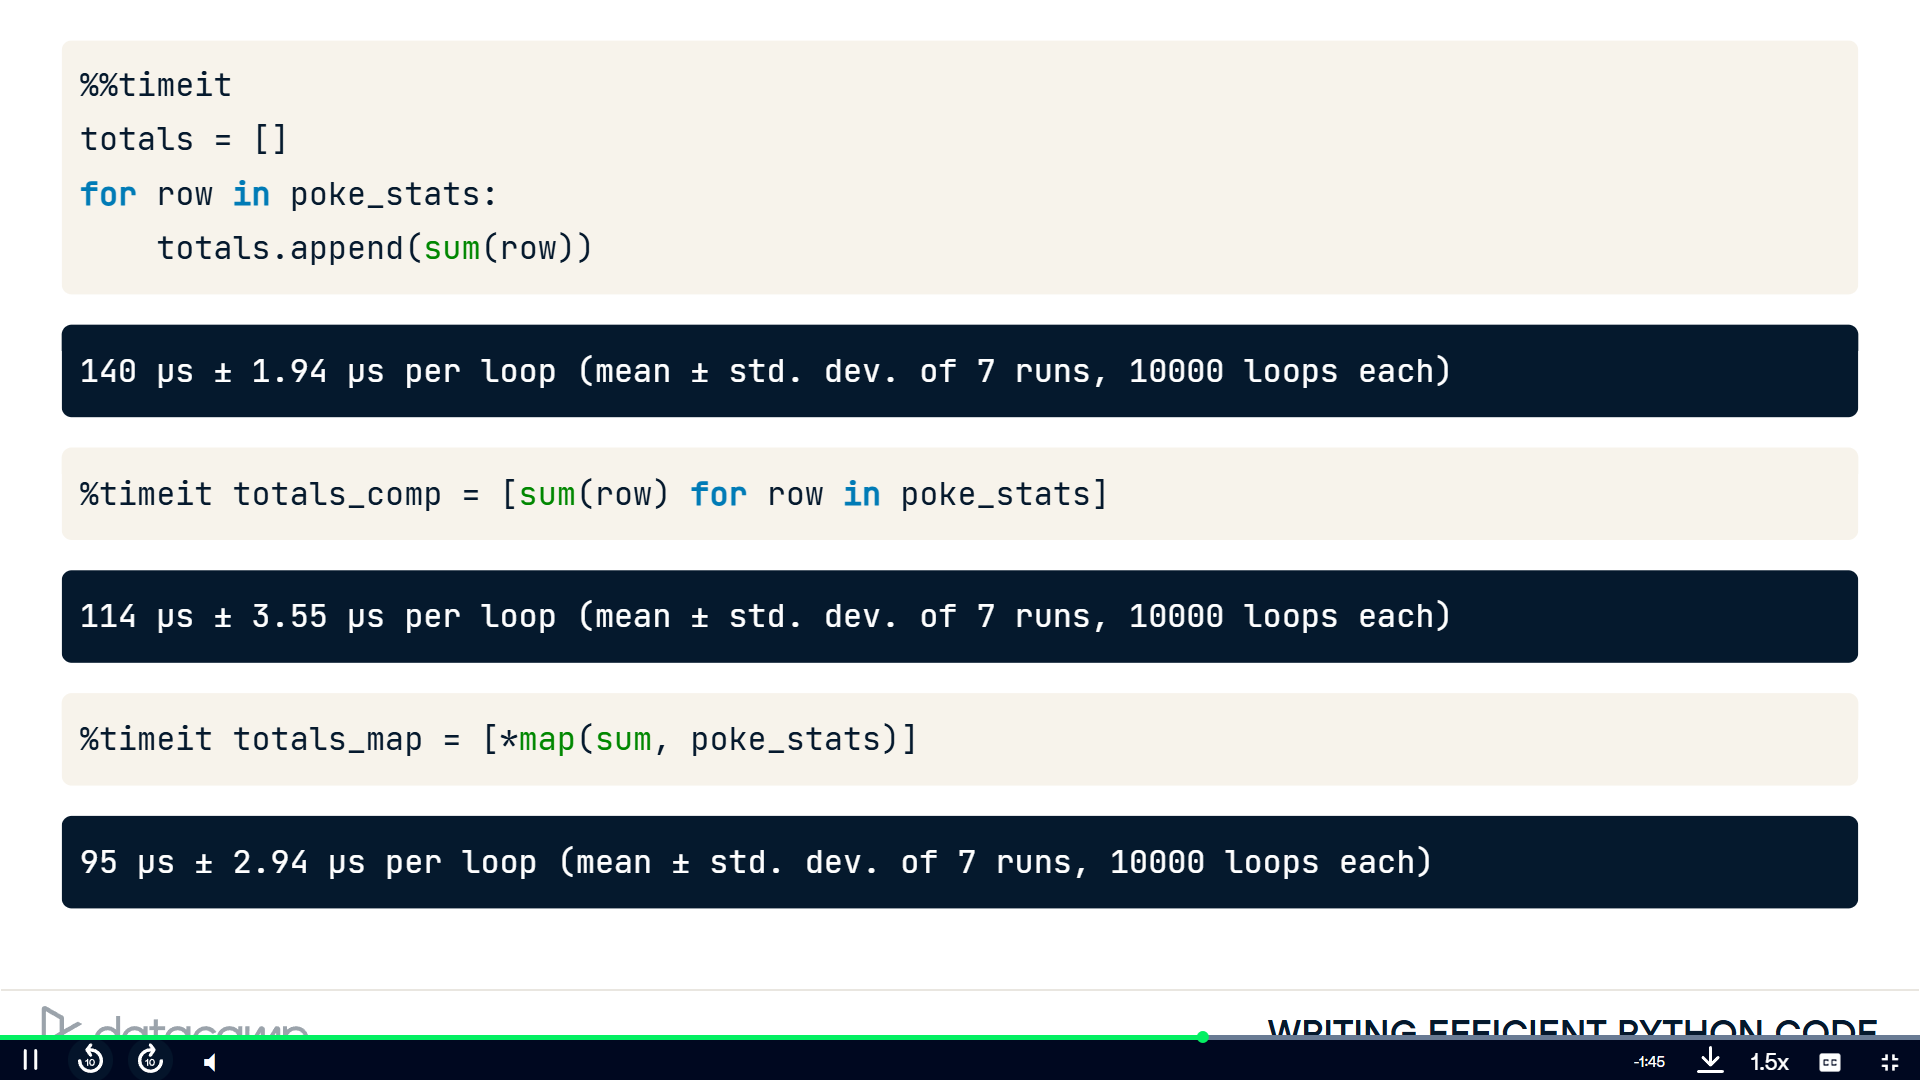 %%timeit
totals = []
for row in poke_stats:
    totals.append(sum(row))
140 µs ± 1.94 µs per loop (mean ± std. dev. of 7 runs, 10000 loops each)
%timeit totals_comp = [sum(row) for row in poke_stats]
114 µs ± 3.55 µs per loop (mean ± std. dev. of 7 runs, 10000 loops each)
%timeit totals_map = [*map(sum, poke_stats)]
95 µs ± 2.94 µs per loop (mean ± std. dev. of 7 runs, 10000 loops each)
datacamp
WRITING EFFICIENT PYTHON CODE
10
10
-1:45
1.5x
CC